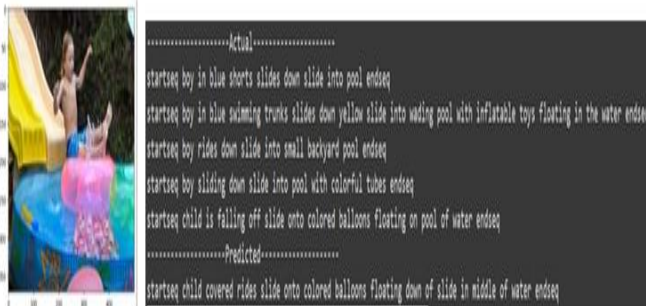 --------------------Actual--------------------
startseq boy in blue shorts slides down slide into pool endseq
startseq boy in blue swimming trunks slides down yellow slide into wading pool with inflatable toys floating in the water endseq
startseq boy rides down slide into small backyard pool endseq
startseq boy sliding down slide into pool with colorful tubes endseq
startseq child is falling off slide onto colored balloons floating on pool of water endseq
--------------------Predicted--------------------
startseq child covered rides slide onto colored balloons floating down of slide in middle of water endseq